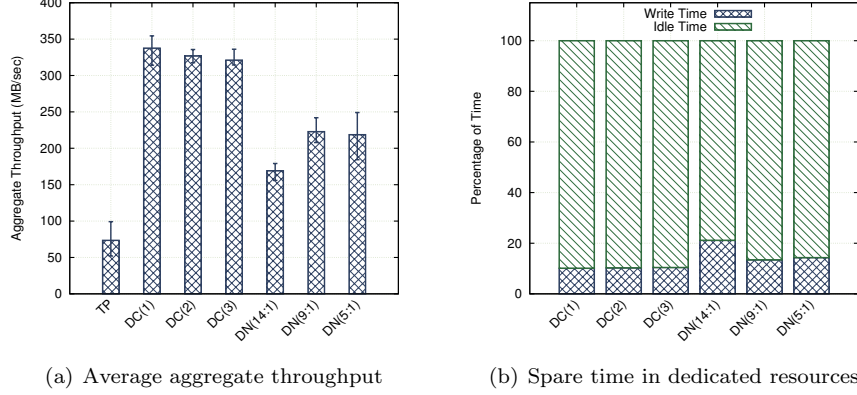 400
350
300
250
200
150
100
50
0
Aggregate Throughput (MB/sec)
TP
DC(1)
DC(2)
DC(3)
DN(14:1)
DN(9:1)
DN(5:1)
(a) Average aggregate throughput
Write Time
Idle Time
100
80
60
40
20
0
Percentage of Time
DC(1)
DC(2)
DC(3)
DN(14:1)
DN(9:1)
DN(5:1)
(b) Spare time in dedicated resources